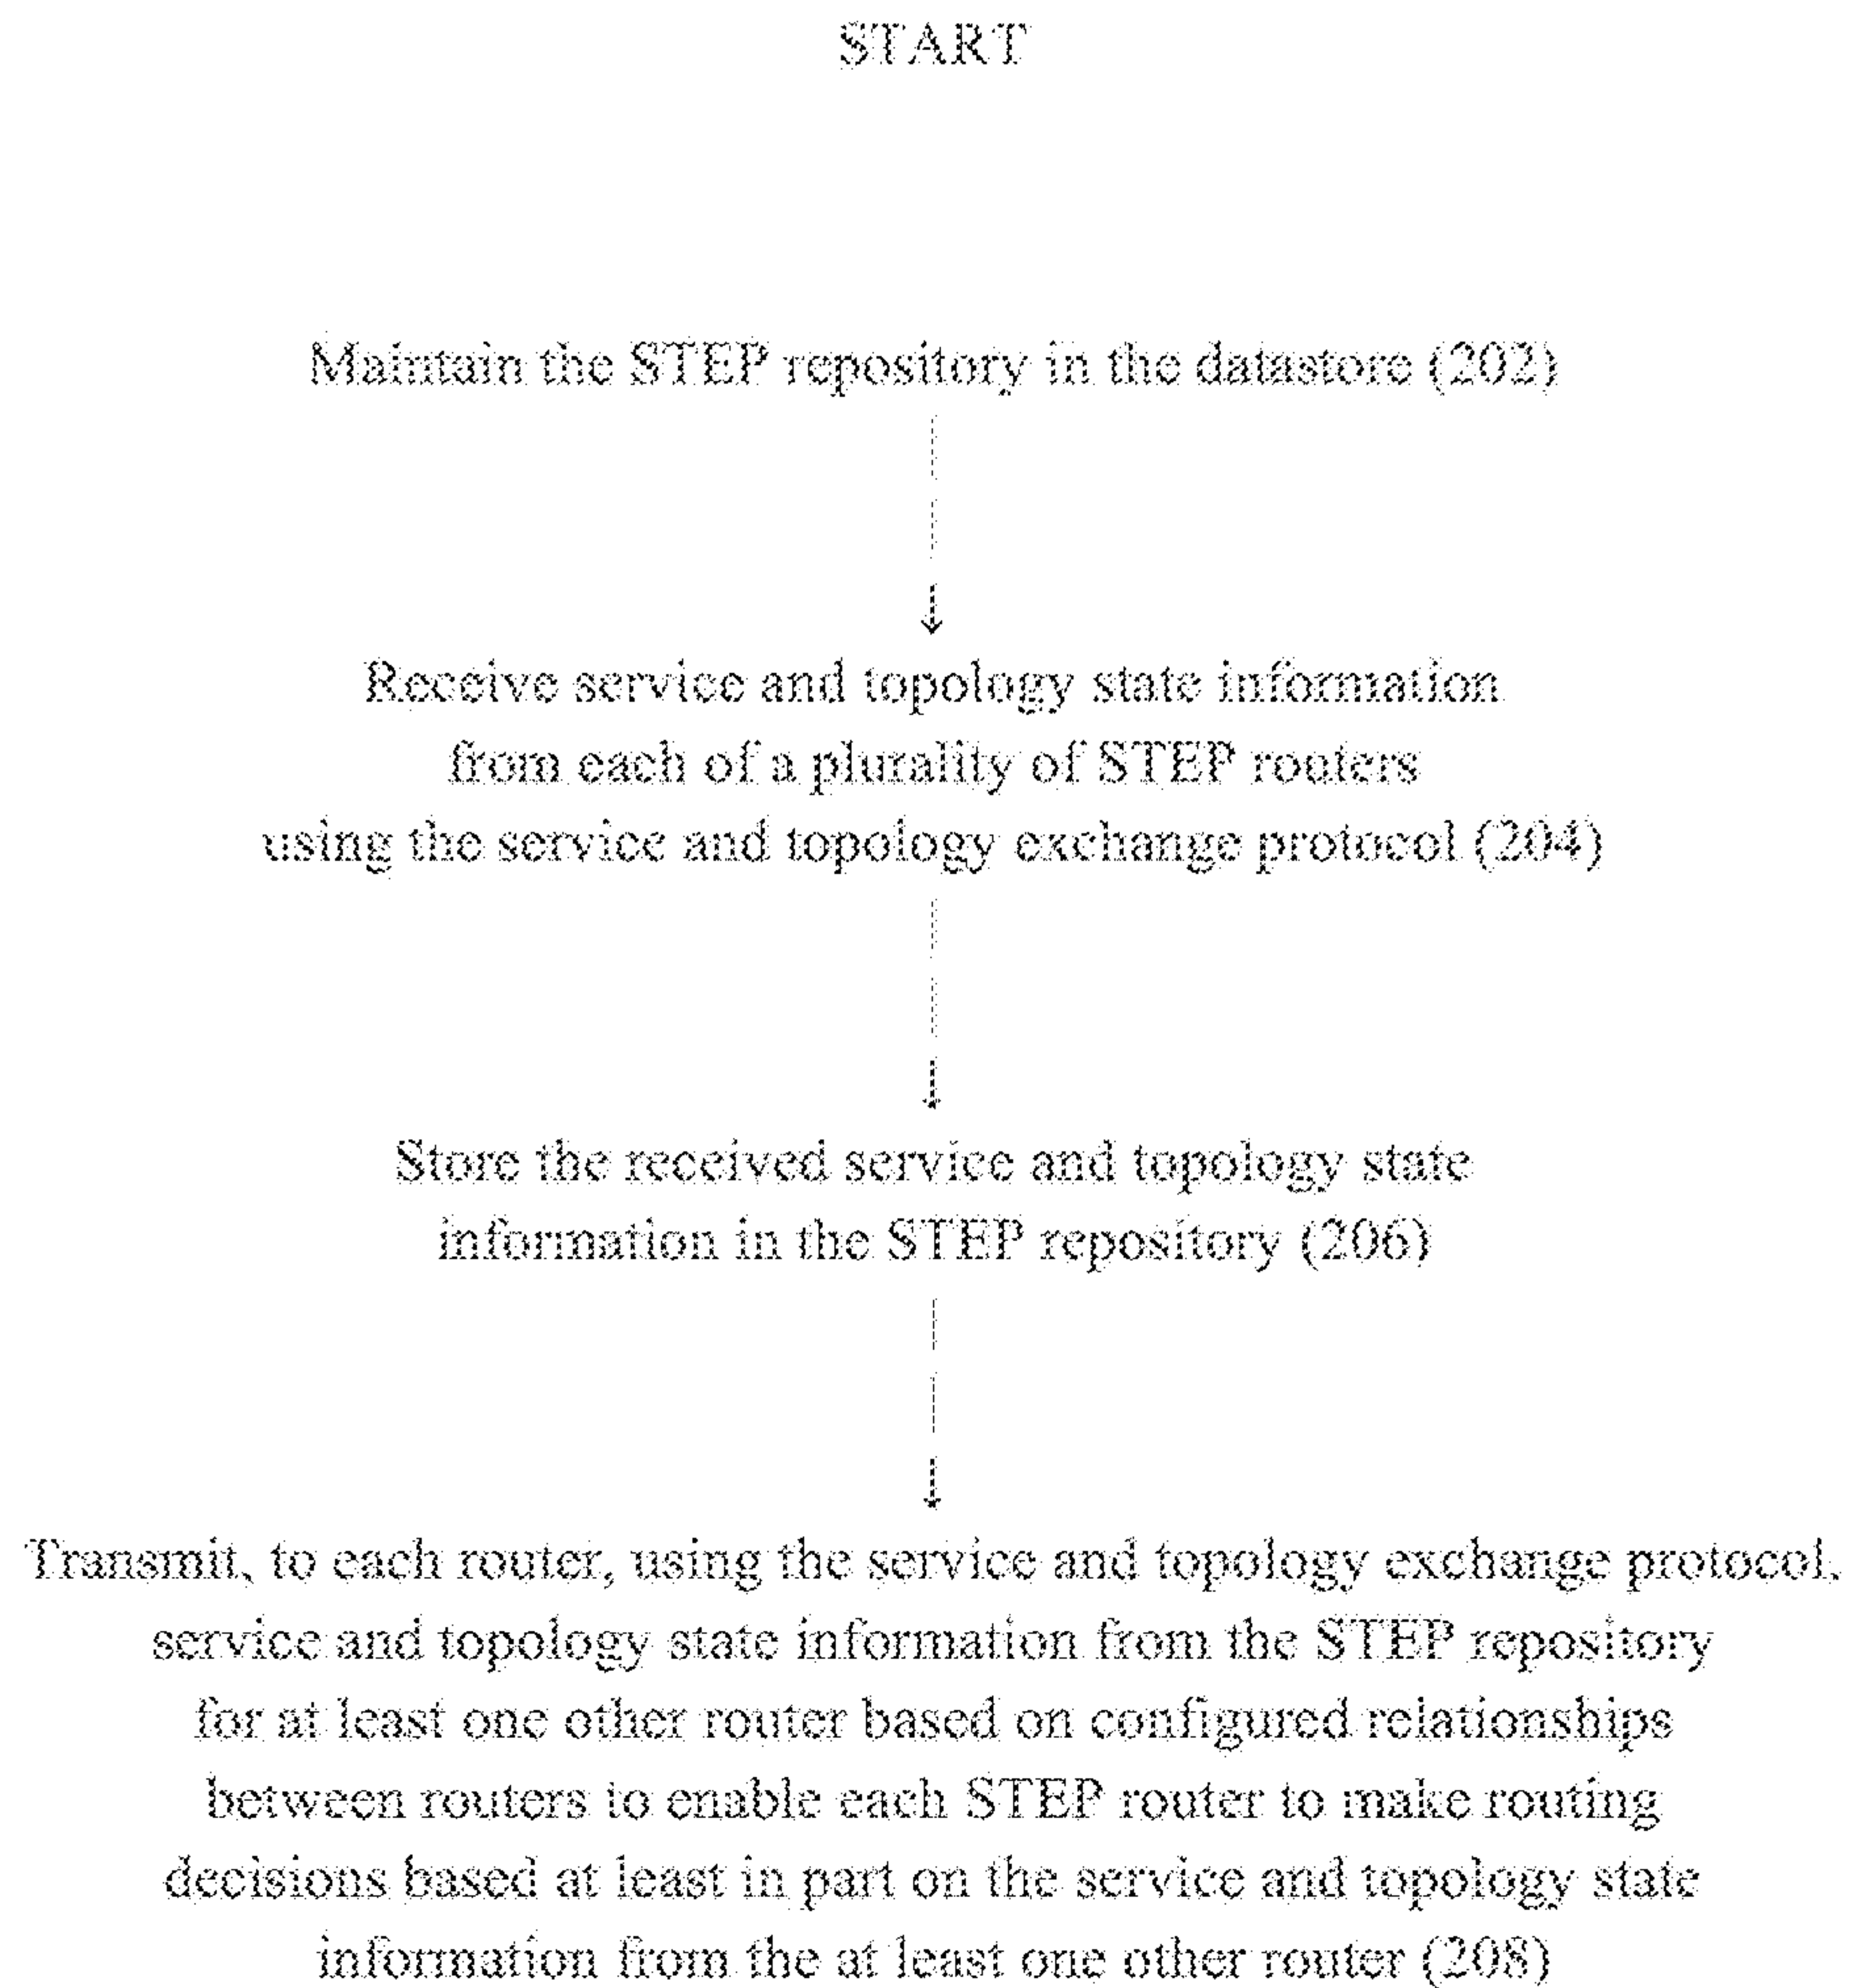 START
Maintain the STEP repository in the datastore (202)
Receive service and topology state information
from each of a plurality of STEP routers
using the service and topology exchange protocol (204)
Store the received service and topology state
information in the STEP repository (206)
Transmit, to each router, using the service and topology exchange protocol,
service and topology state information from the STEP repository
for at least one other router based on configured relationships
between routers to enable each STEP router to make routing
decisions based at least in part on the service and topology state
information from the at least one other router (208)